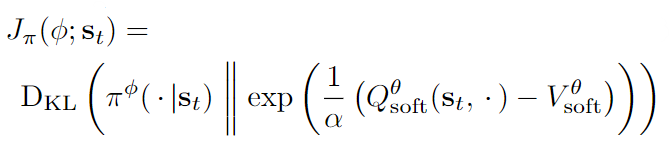 J_π(ϕ; s_t) =
D_KL ( π^ϕ( · |s_t) ‖ exp ( 1/α ( Q^θ_soft(s_t, · ) − V^θ_soft ) ) )